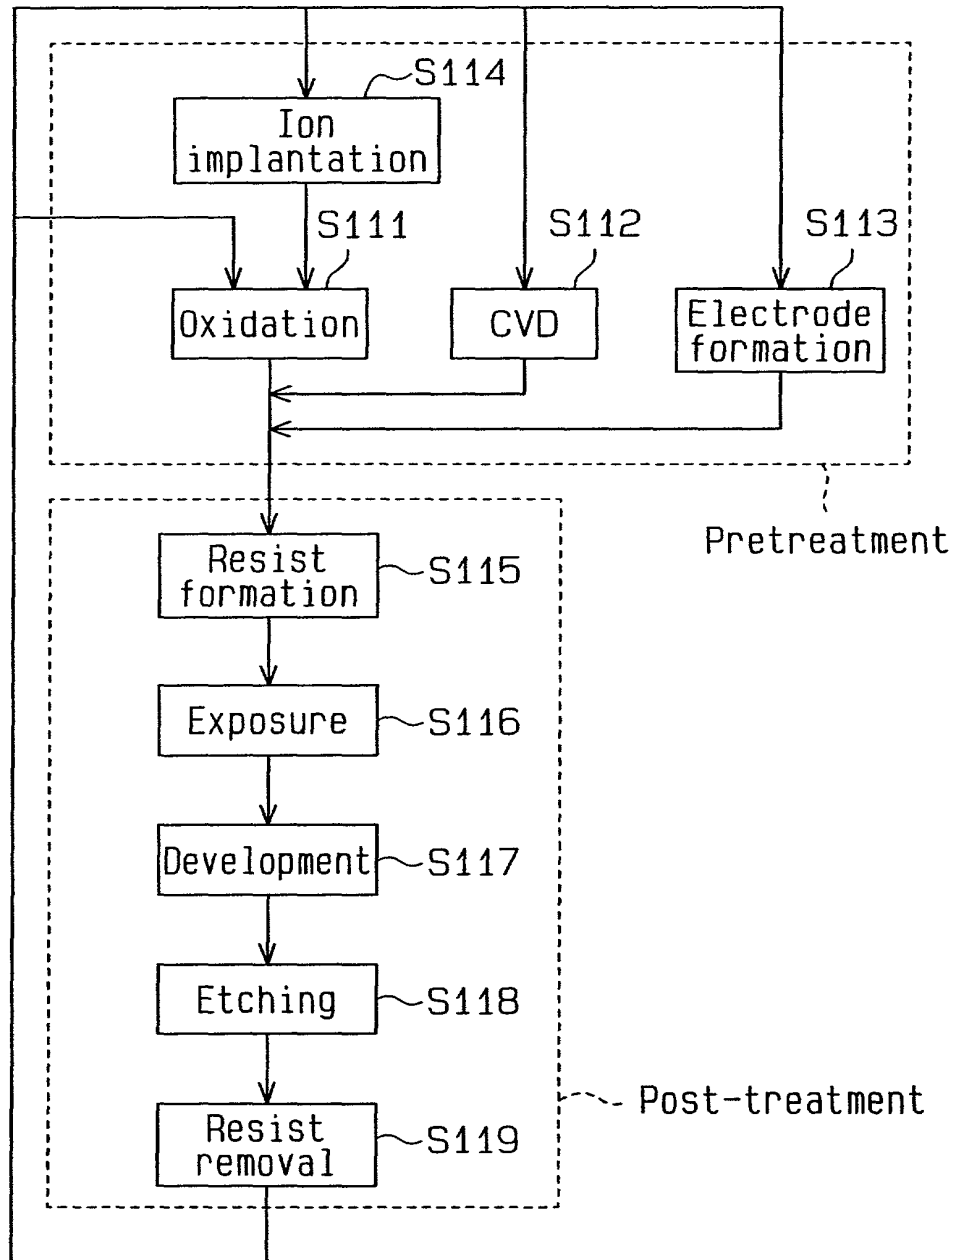 S114
Ion
implantation
S111
S112
S113
Oxidation
CVD
Electrode
formation
Pretreatment
Resist
formation
S115
Exposure
S116
Development
S117
Etching
S118
Post-treatment
Resist
removal
S119